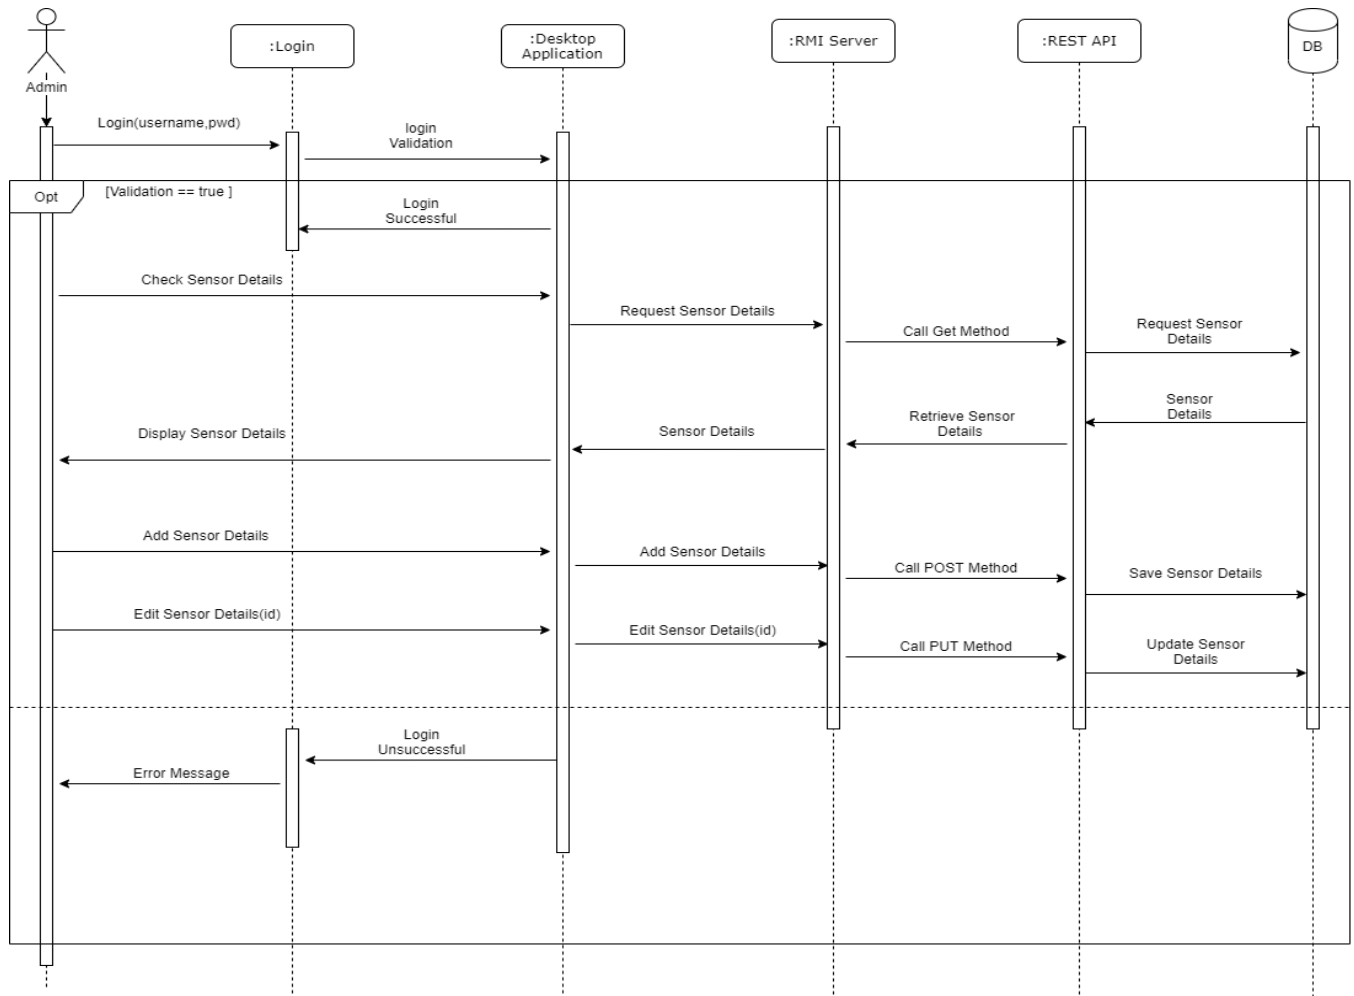 Admin
:Login
:Desktop
Application
:RMI Server
:REST API
DB
Login(username,pwd)
login
Validation
Opt
[Validation == true ]
Login
Successful
Check Sensor Details
Request Sensor Details
Call Get Method
Request Sensor
Details
Sensor
Details
Retrieve Sensor
Details
Sensor Details
Display Sensor Details
Add Sensor Details
Add Sensor Details
Call POST Method
Save Sensor Details
Edit Sensor Details(id)
Edit Sensor Details(id)
Call PUT Method
Update Sensor
Details
Login
Unsuccessful
Error Message